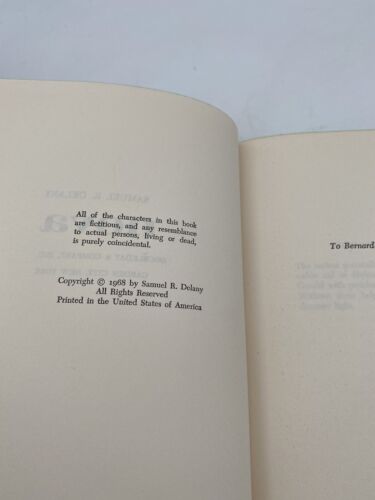 All of the characters in this book
are fictitious, and any resemblance
to actual persons, living or dead,
is purely coincidental.
Copyright © 1968 by Samuel R. Delany
All Rights Reserved
Printed in the United States of America
To Bernard